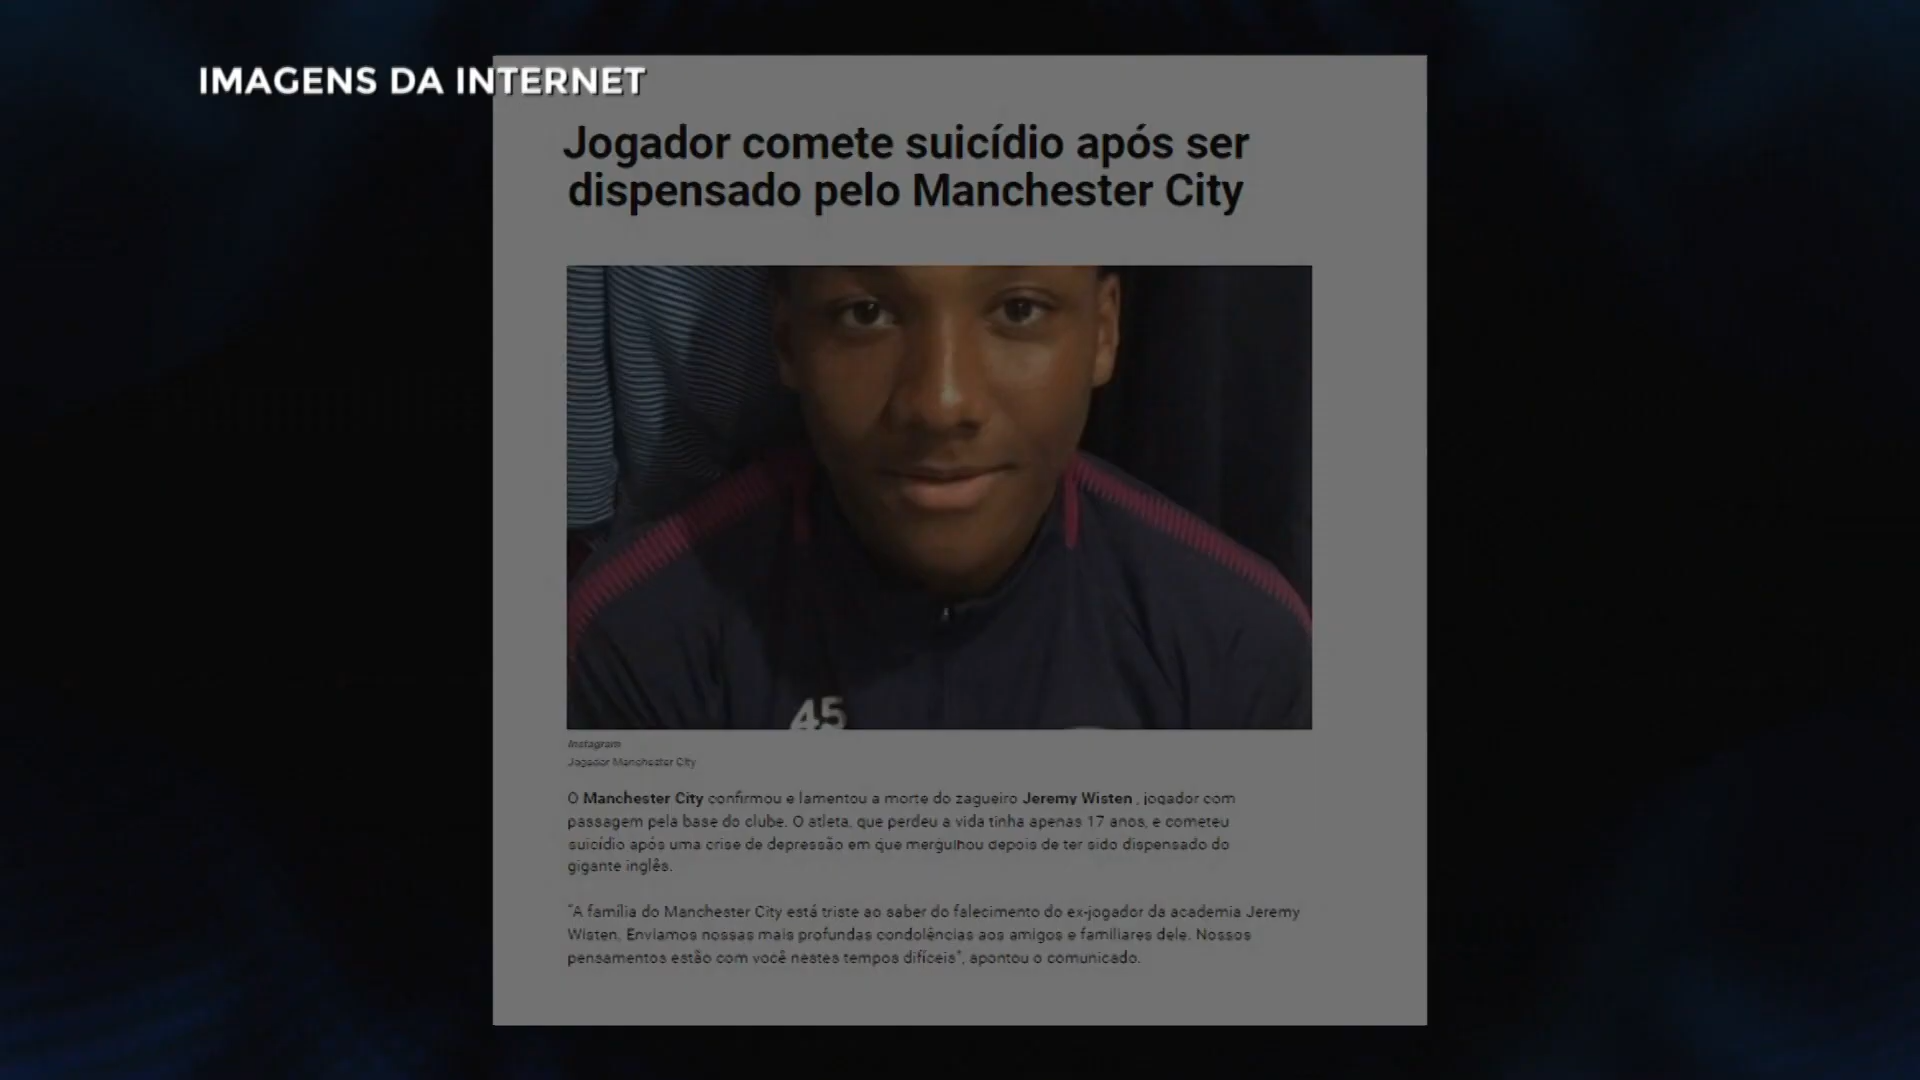 IMAGENS DA INTERNET
Jogador comete suicídio após ser
dispensado pelo Manchester City
45
Instagram
Jogador Manchester City
O Manchester City confirmou e lamentou a morte do zagueiro Jeremy Wisten , jogador com
passagem pela base do clube. O atleta, que perdeu a vida tinha apenas 17 anos, e cometeu
suicídio após uma crise de depressão em que mergulhou depois de ter sido dispensado do
gigante inglês.
"A família do Manchester City está triste ao saber do falecimento do ex-jogador da academia Jeremy
Wisten. Enviamos nossas mais profundas condolências aos amigos e familiares dele. Nossos
pensamentos estão com você nestes tempos difíceis", apontou o comunicado.